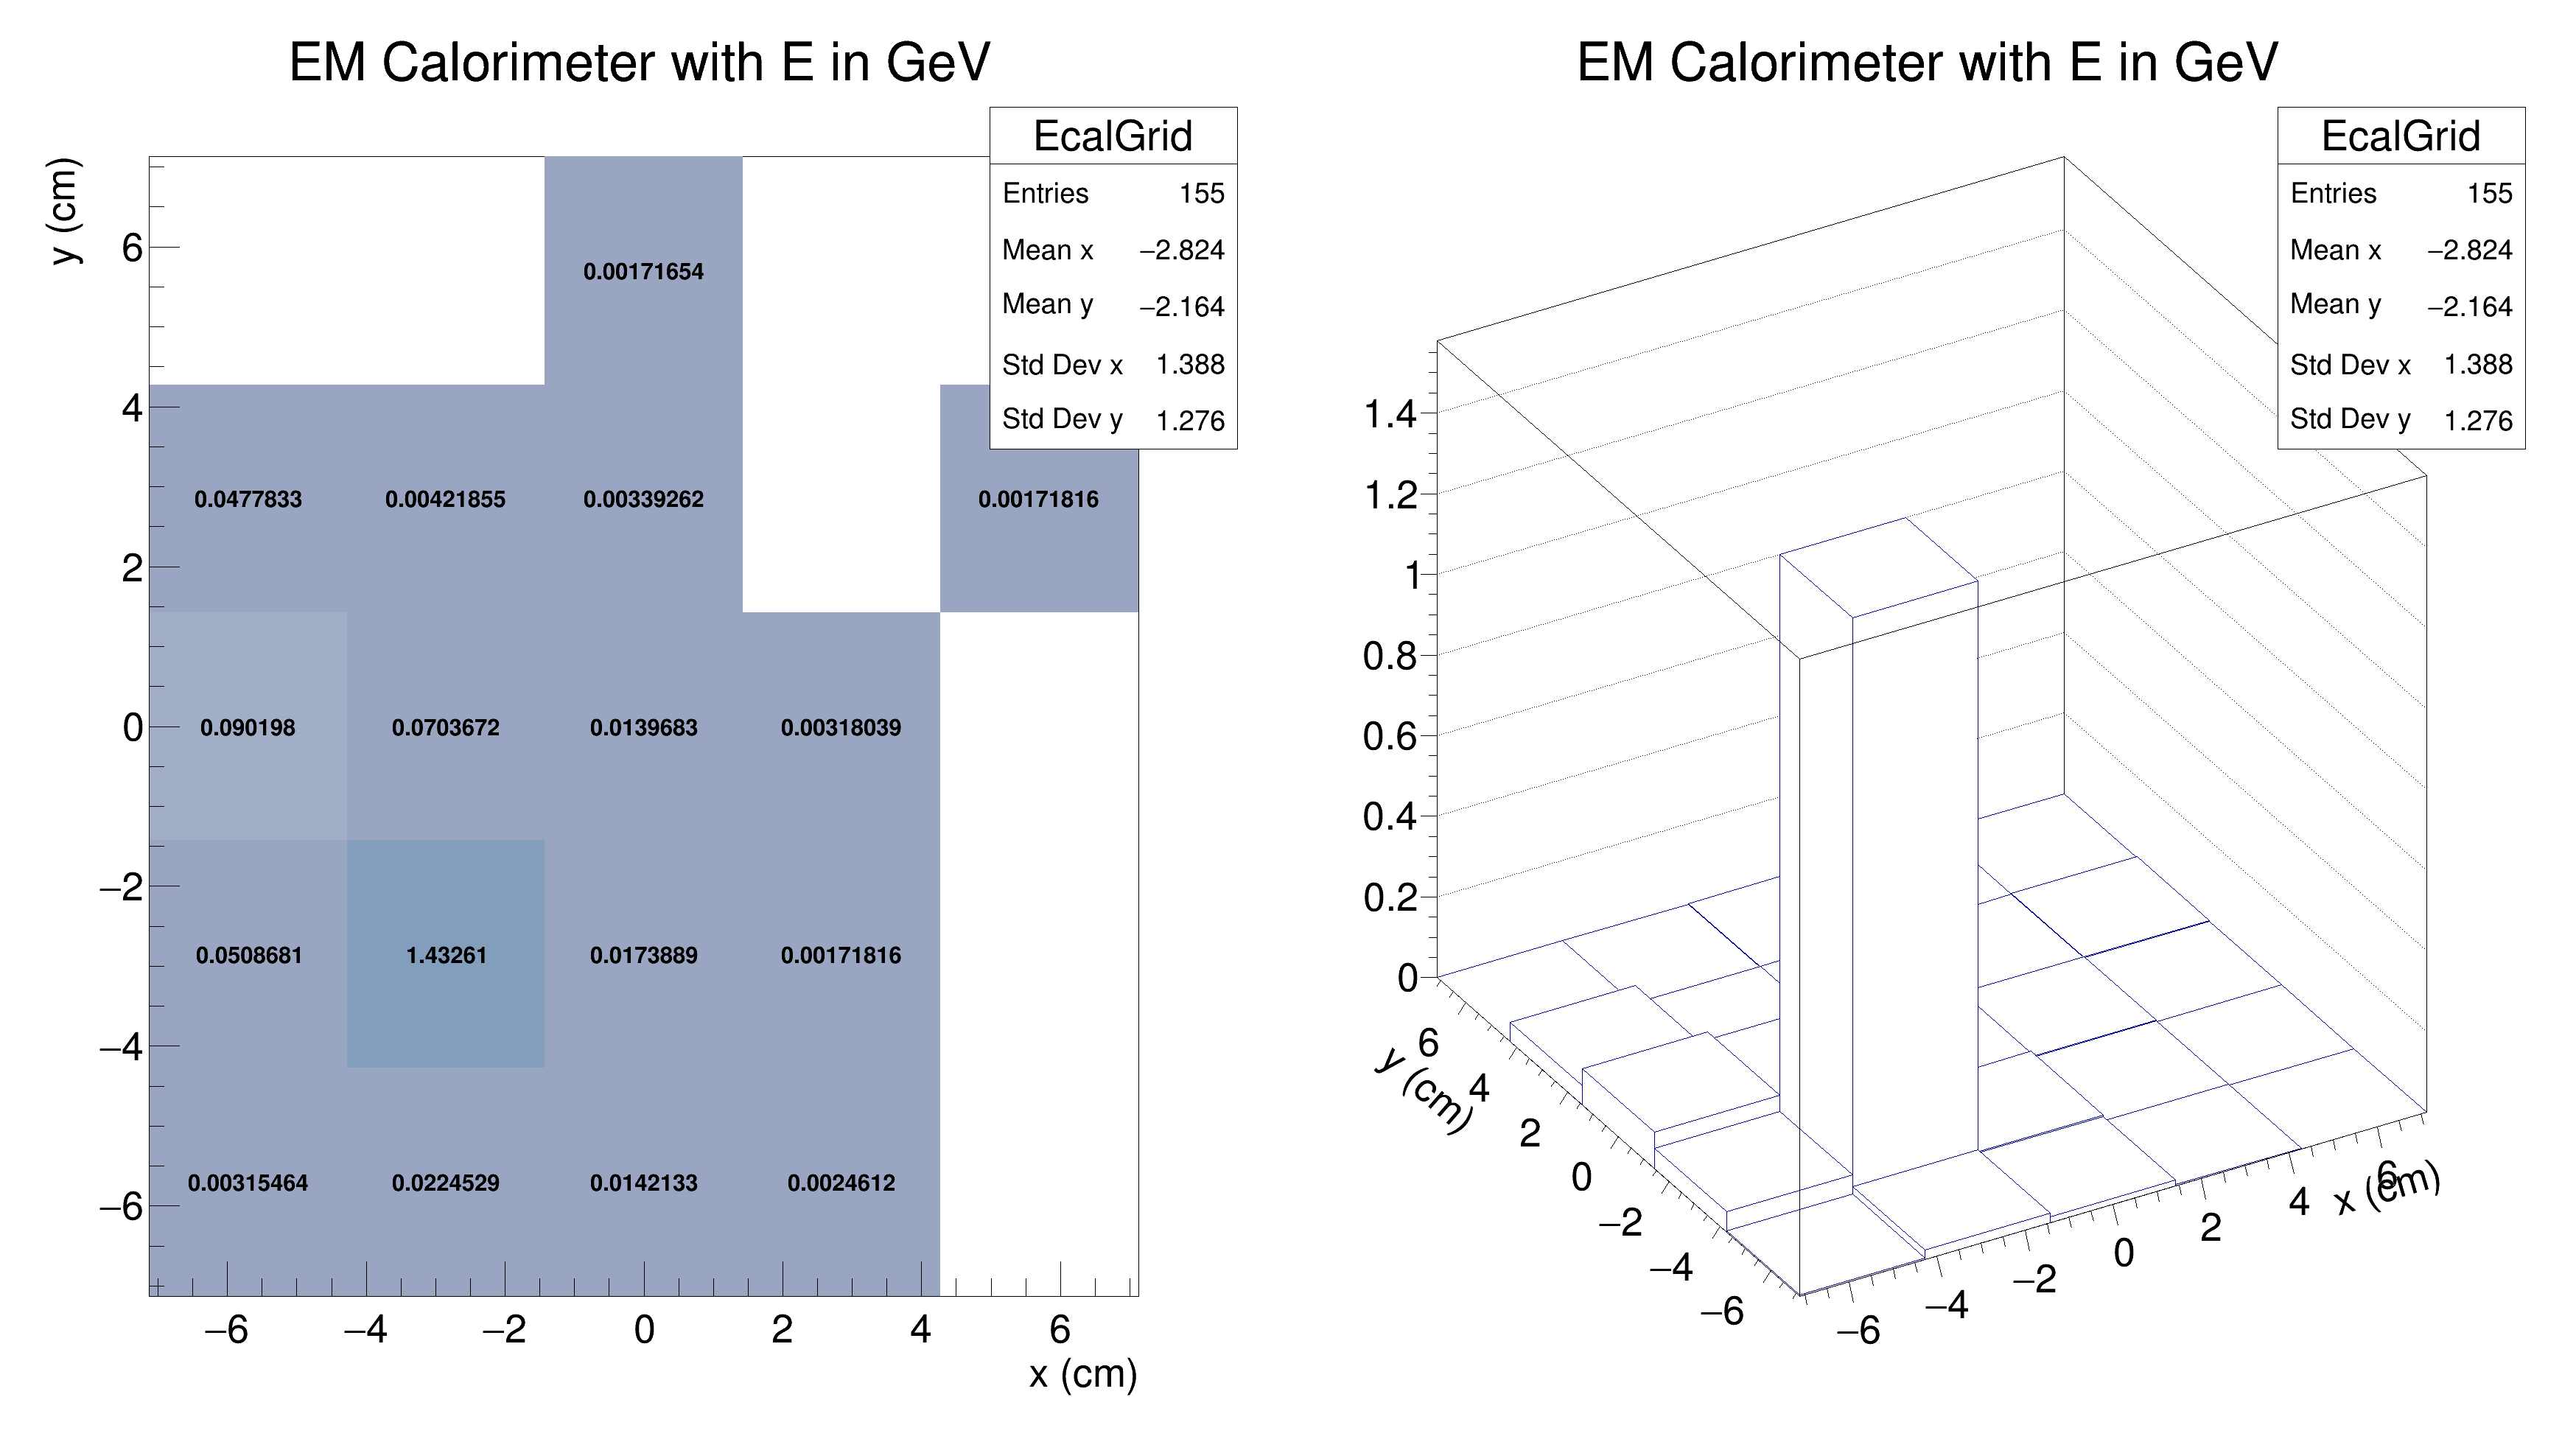 EM Calorimeter with E in GeV
EcalGrid
Entries 155
Mean x −2.824
Mean y −2.164
Std Dev x 1.388
Std Dev y 1.276
y (cm)
6
4
2
0
−2
−4
−6
0.00171654
0.0477833 0.00421855 0.00339262 0.00171816
0.090198 0.0703672 0.0139683 0.00318039
0.0508681 1.43261 0.0173889 0.00171816
0.00315464 0.0224529 0.0142133 0.0024612
−6 −4 −2 0 2 4 6
x (cm)
EM Calorimeter with E in GeV
EcalGrid
Entries 155
Mean x −2.824
Mean y −2.164
Std Dev x 1.388
Std Dev y 1.276
1.4
1.2
1
0.8
0.6
0.4
0.2
0
6
4
2
0
−2
−4
−6
y (cm)
−6 −4 −2 0 2 4 6
x (cm)